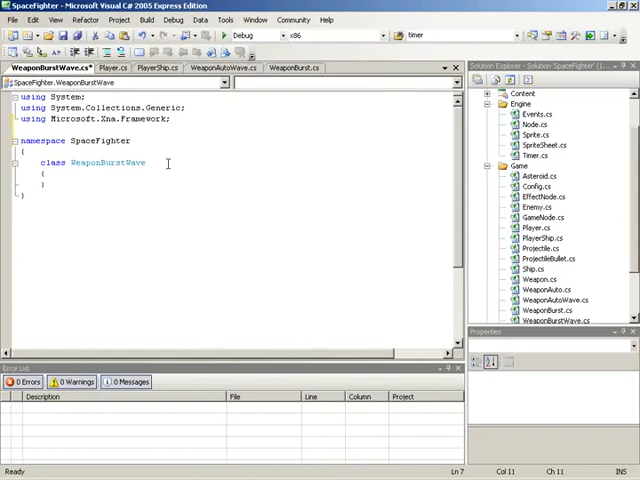 SpaceFighter - Microsoft Visual C# 2005 Express Edition
File Edit View Refactor Project Build Debug Data Tools Window Community Help
Debug x86 timer
WeaponBurstWave.cs* Player.cs PlayerShip.cs WeaponAutoWave.cs WeaponBurst.cs
SpaceFighter.WeaponBurstWave
using System;
using System.Collections.Generic;
using Microsoft.Xna.Framework;
namespace SpaceFighter
{
class WeaponBurstWave
{
}
}
Solution Explorer - Solution 'SpaceFighter' (1
Content
Engine
Events.cs
Node.cs
Sprite.cs
SpriteSheet.cs
Timer.cs
Game
Asteroid.cs
Config.cs
EffectNode.cs
Enemy.cs
GameNode.cs
Player.cs
PlayerShip.cs
Projectile.cs
ProjectileBullet.cs
Ship.cs
Weapon.cs
WeaponAuto.cs
WeaponAutoWave.cs
WeaponBurst.cs
WeaponBurstWave.cs
Properties
Error List
0 Errors 0 Warnings 0 Messages
Description File Line Column Project
Ready Ln 7 Col 11 Ch 11 INS